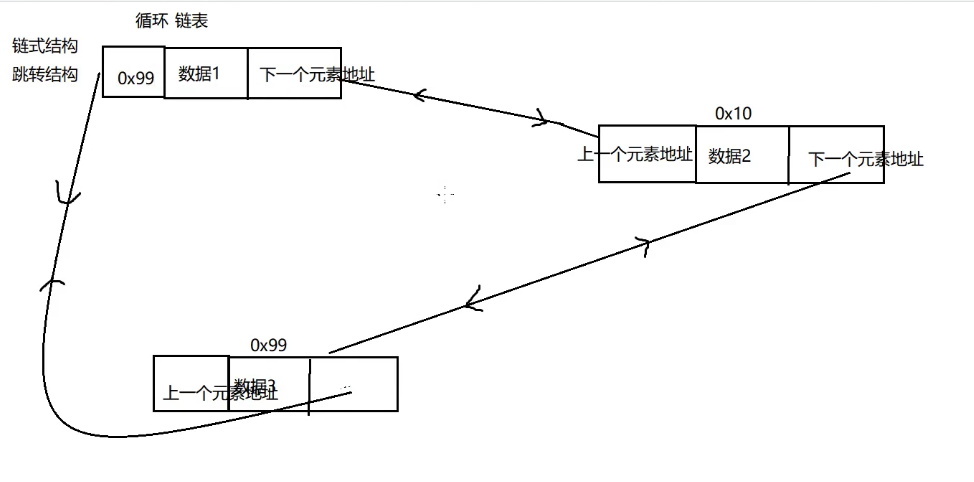 循环 链表
链式结构
跳转结构
0x99 数据1 下一个元素地址
0x10
上一个元素地址 数据2 下一个元素地址
0x99
上一个元素地址 数据3